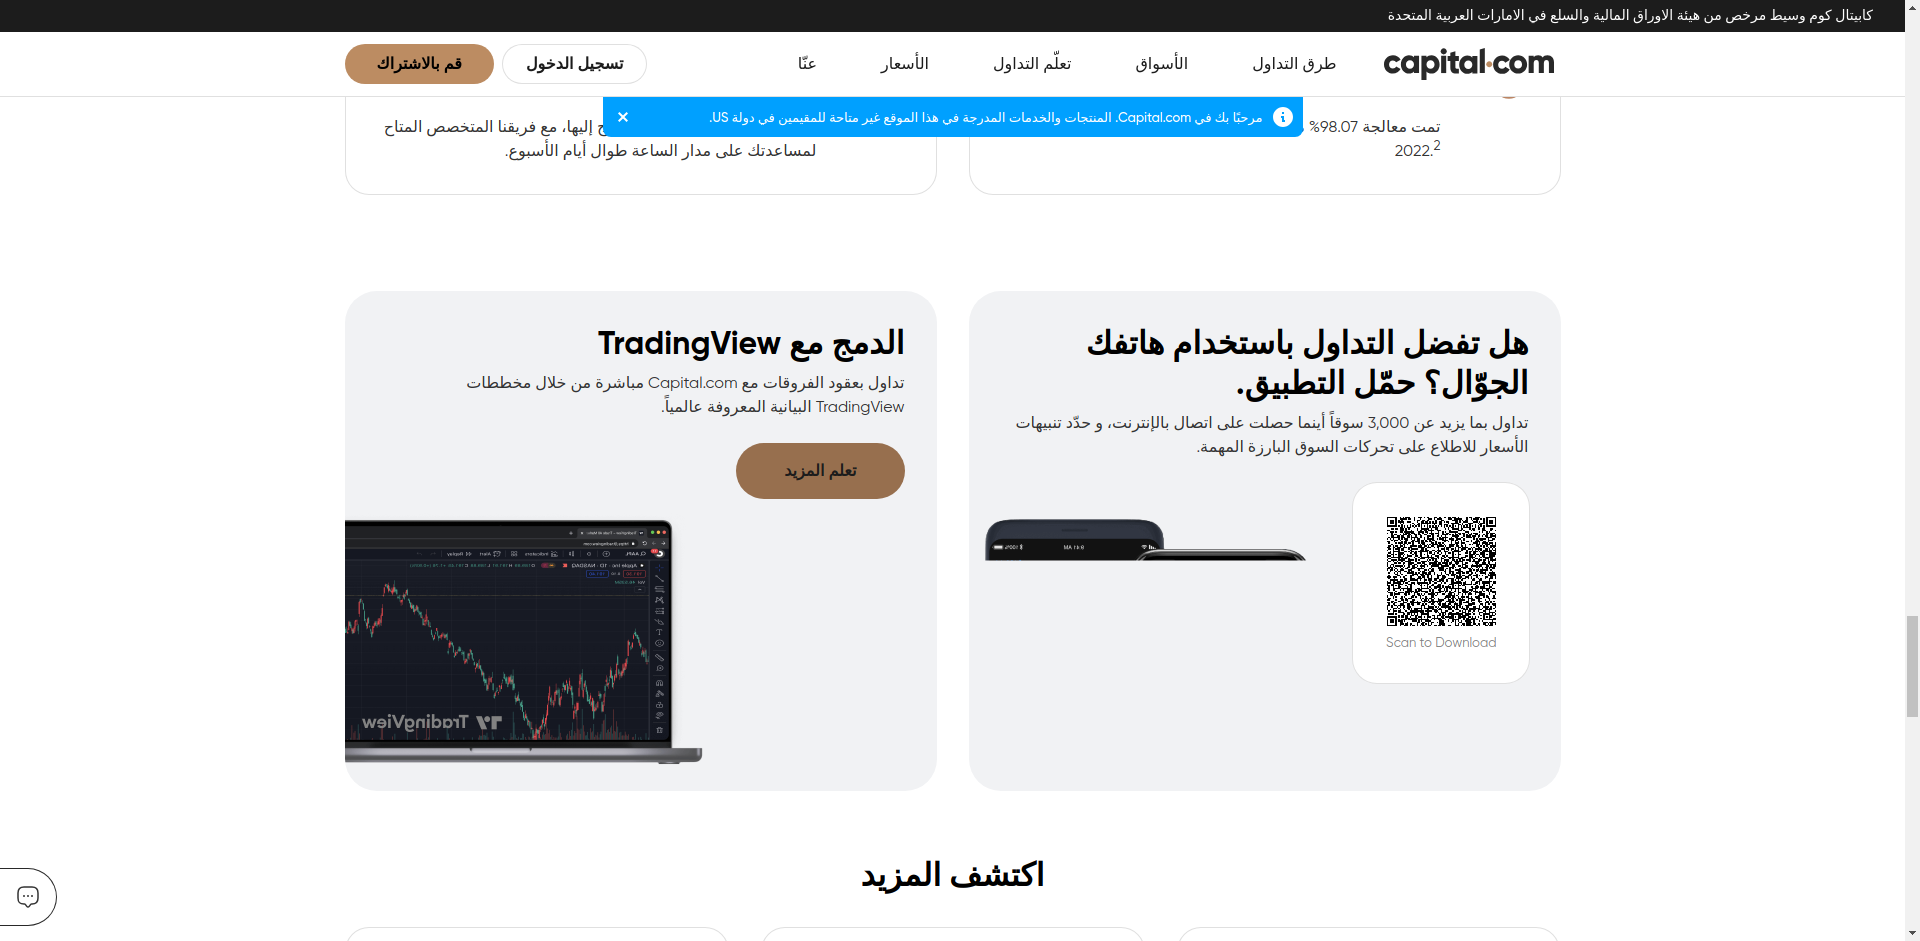 كابيتال كوم وسيط مرخص من هيئة الاوراق المالية والسلع في الامارات العربية المتحدة
capital.com
طرق التداول
الأسواق
تعلّم التداول
الأسعار
عنّا
تسجيل الدخول
قم بالاشتراك
مرحبًا بك في Capital.com. المنتجات والخدمات المدرجة في هذا الموقع غير متاحة للمقيمين في دولة US.
تمت معالجة 98.07%
2022.2
إليها، مع فريقنا المتخصص المتاح
لمساعدتك على مدار الساعة طوال أيام الأسبوع.
هل تفضل التداول باستخدام هاتفك
الجوّال؟ حمّل التطبيق.
تداول بما يزيد عن 3,000 سوقاً أينما حصلت على اتصال بالإنترنت، و حدّد تنبيهات
الأسعار للاطلاع على تحركات السوق البارزة المهمة.
Scan to Download
9:41 AM
100%
الدمج مع TradingView
تداول بعقود الفروقات مع Capital.com مباشرة من خلال مخططات
TradingView البيانية المعروفة عالمياً.
تعلم المزيد
TradingView
اكتشف المزيد